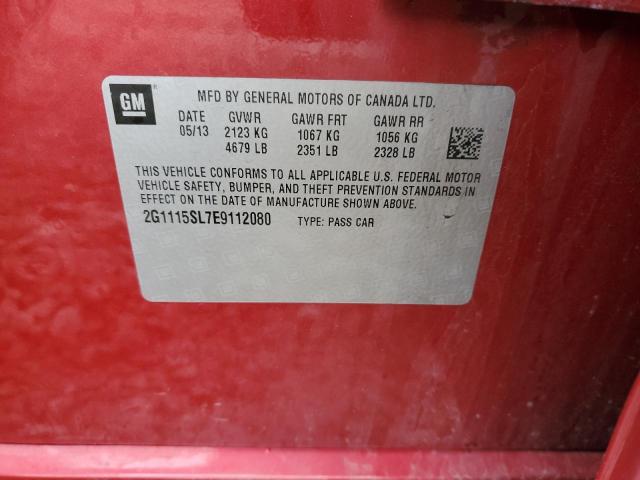 GM
MFD BY GENERAL MOTORS OF CANADA LTD.
DATE GVWR GAWR FRT GAWR RR
05/13 2123 KG 1067 KG 1056 KG
4679 LB 2351 LB 2328 LB
THIS VEHICLE CONFORMS TO ALL APPLICABLE U.S. FEDERAL MOTOR
VEHICLE SAFETY, BUMPER, AND THEFT PREVENTION STANDARDS IN
EFFECT ON THE DATE OF MANUFACTURE SHOWN ABOVE.
2G1115SL7E9112080 TYPE: PASS CAR